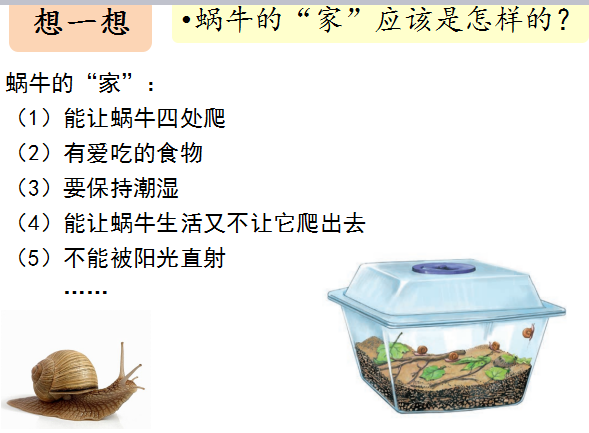 想一想
•蜗牛的“家”应该是怎样的？
蜗牛的“家”：
（1）能让蜗牛四处爬
（2）有爱吃的食物
（3）要保持潮湿
（4）能让蜗牛生活又不让它爬出去
（5）不能被阳光直射
……